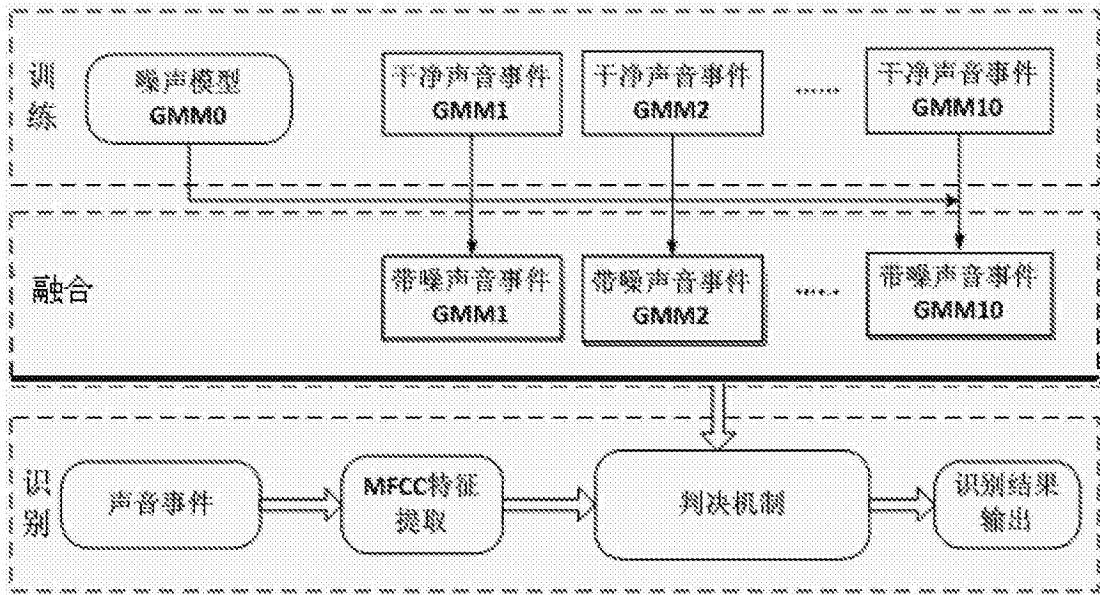 训练
噪声模型
GMM0
干净声音事件
GMM1
干净声音事件
GMM2
……
干净声音事件
GMM10
融合
带噪声音事件
GMM1
带噪声音事件
GMM2
……
带噪声音事件
GMM10
识别
声音事件
MFCC特征
提取
判决机制
识别结果
输出